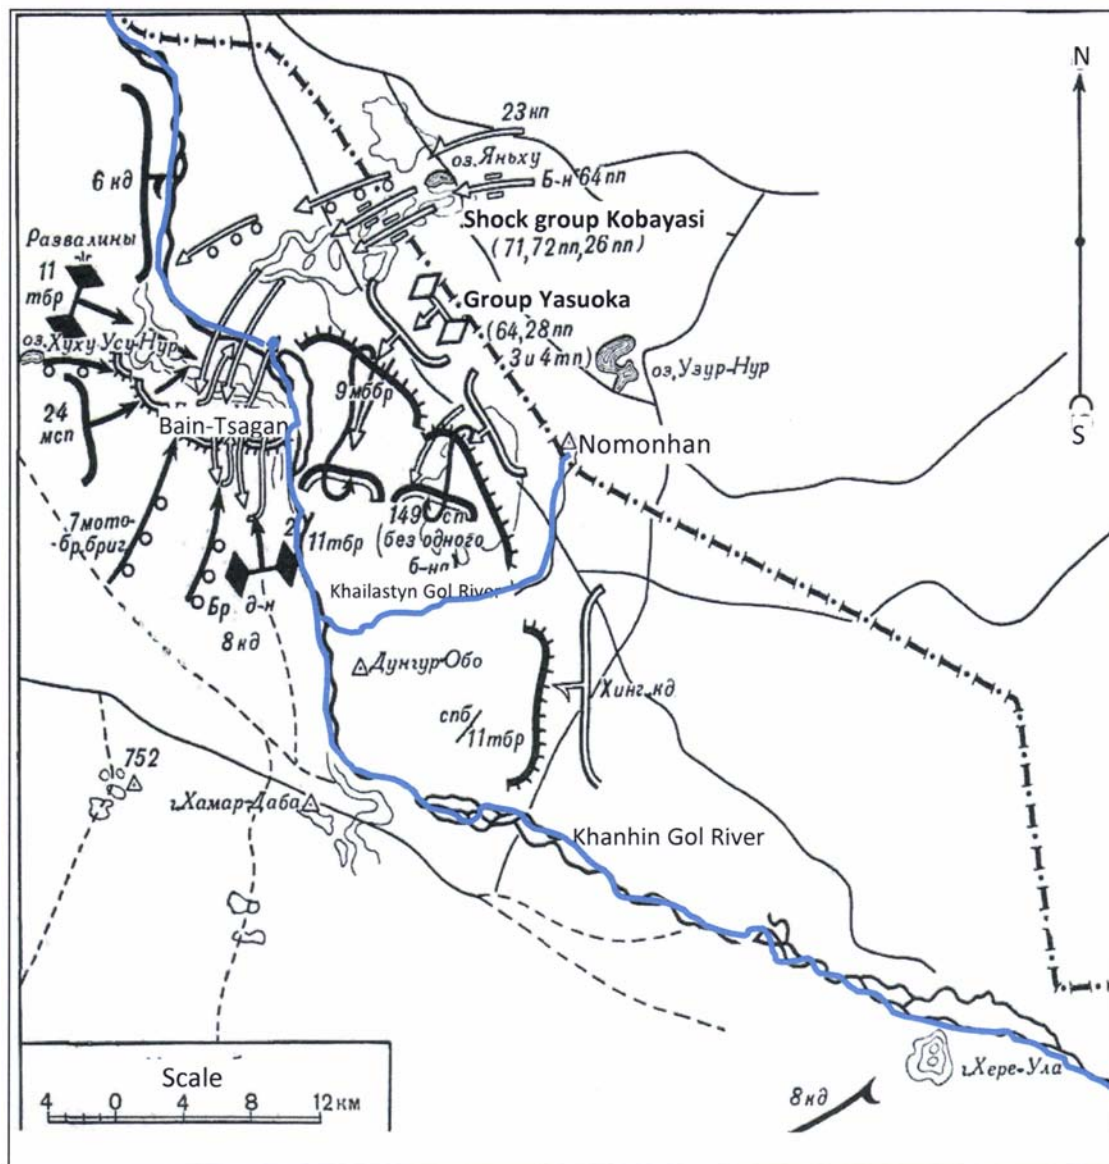 N
23 кп
оз. Яньху
Б-н 64 пп
6 кд
Shock group Kobayasi
(71, 72 пп, 26 пп)
Развалины
11
тбр
Group Yasuoka
(64, 28 пп
3 и 4 тп)
оз. Хуху Усу-Нур
оз. Узур-Нур
9 мббр
24
мсп
Bain-Tsagan
S
Nomonhan
7 мото-
бр. бриг
2/
11 тбр
149 сп
(без одного
б-на)
Khailastyn Gol River
Бр. д-н
8 кд
Дунгур-Обо
Хинг. кд
спб/
11 тбр
752
г. Хамар-Даба
Khanhin Gol River
г. Хере-Ула
8 кд
Scale
4 0 4 8 12 км